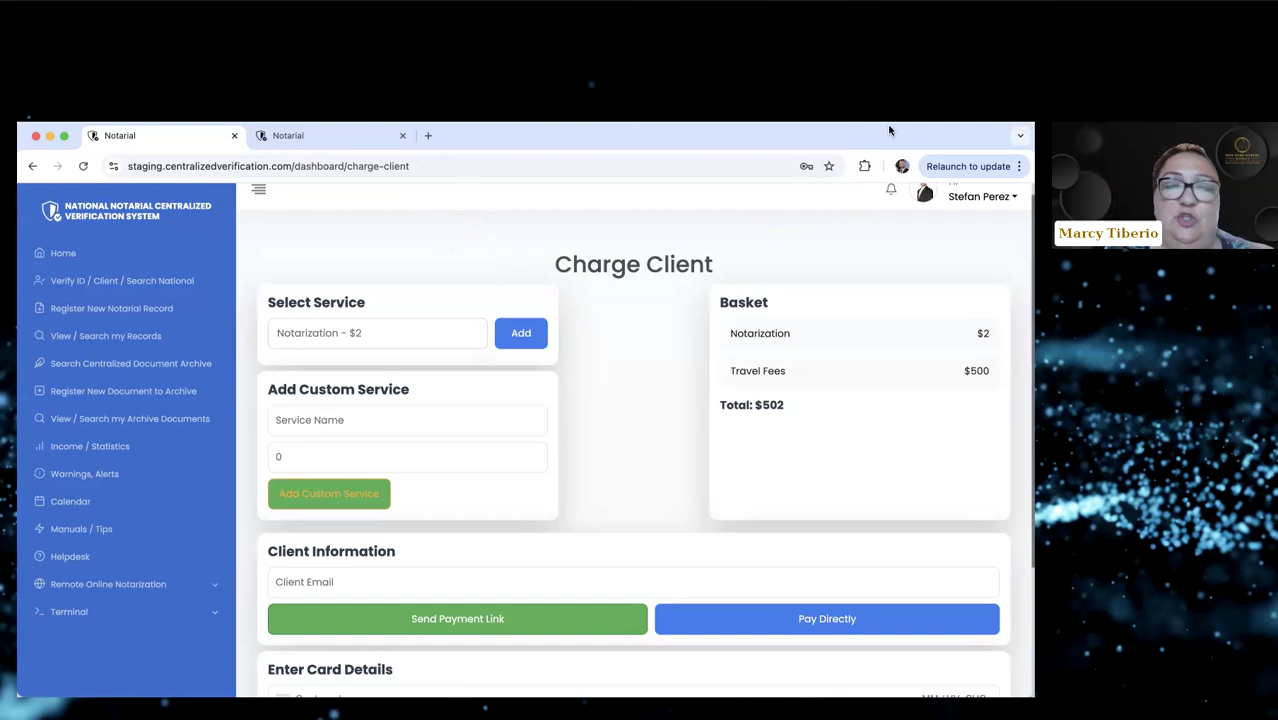 Notarial
Notarial
staging.centralizedverification.com/dashboard/charge-client
Relaunch to update
NATIONAL NOTARIAL CENTRALIZED
VERIFICATION SYSTEM
Stefan Perez
Home
Verify ID / Client / Search National
Register New Notarial Record
View / Search my Records
Search Centralized Document Archive
Register New Document to Archive
View / Search my Archive Documents
Income / Statistics
Warnings, Alerts
Calendar
Manuals / Tips
Helpdesk
Remote Online Notarization
Terminal
Charge Client
Select Service
Notarization - $2
Add
Add Custom Service
Service Name
0
Add Custom Service
Basket
Notarization $2
Travel Fees $500
Total: $502
Client Information
Client Email
Send Payment Link
Pay Directly
Enter Card Details
Marcy Tiberio